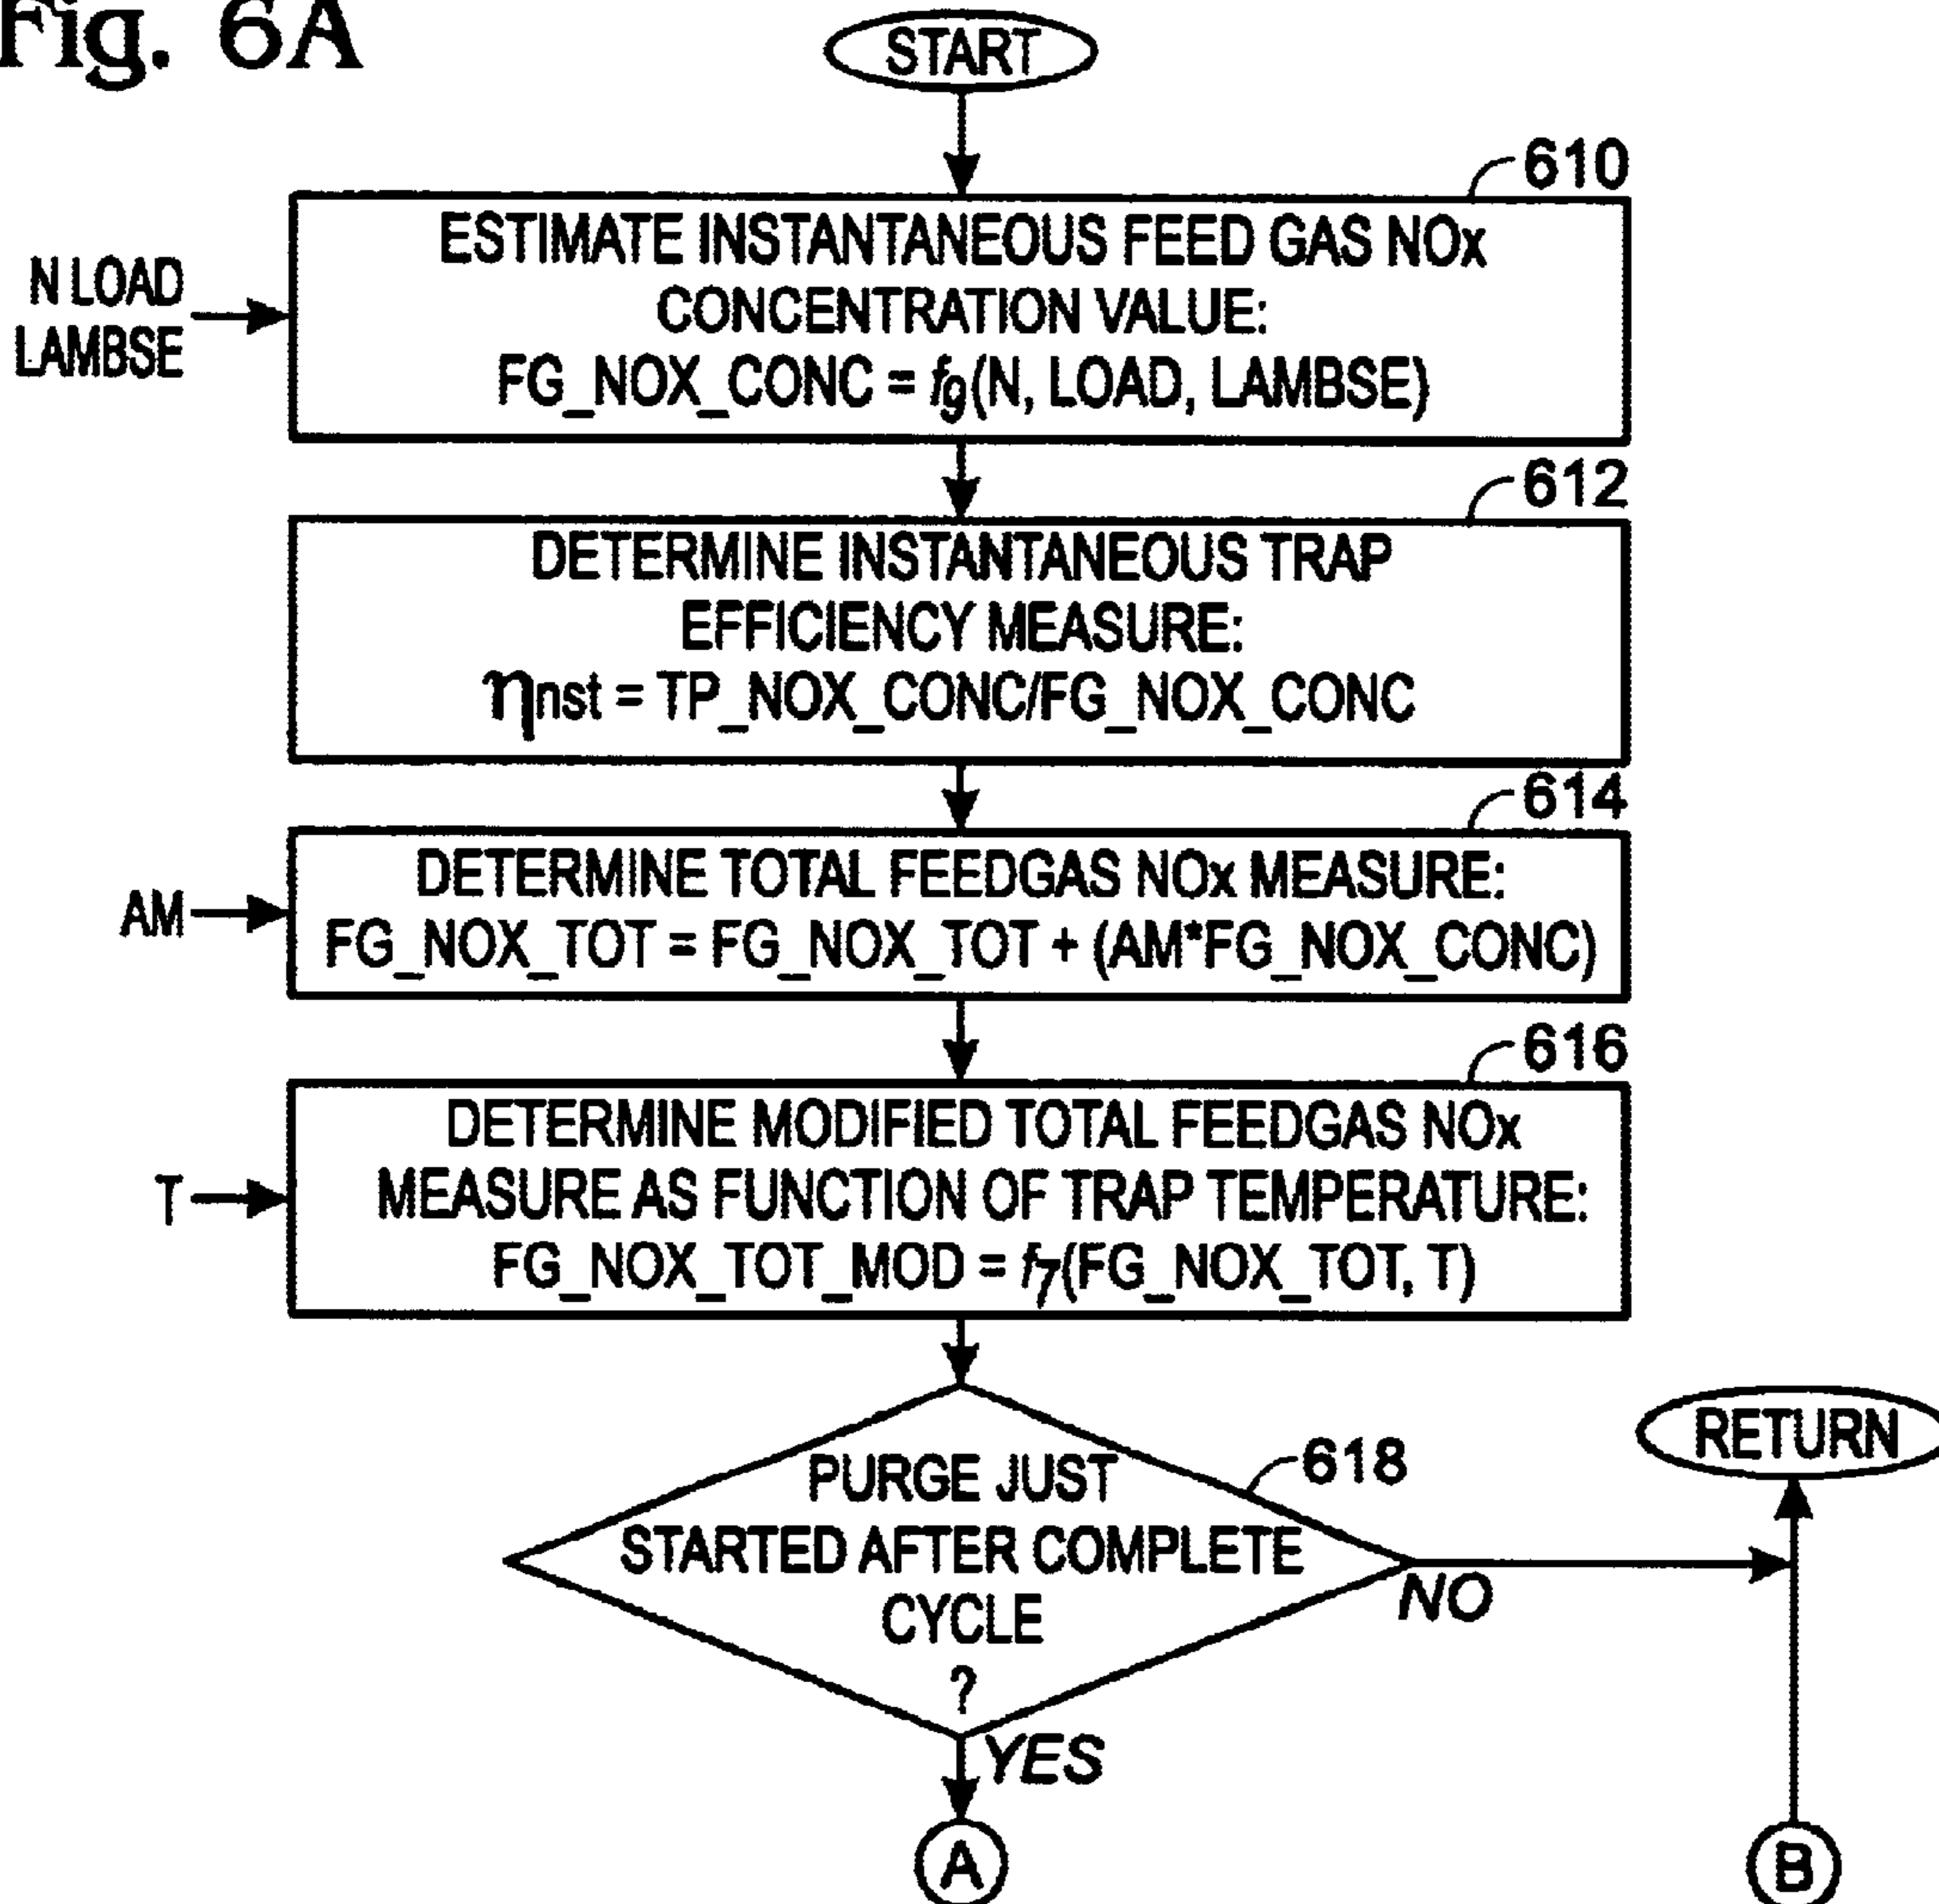 Fig. 6A
START
610
N LOAD
LAMBSE
ESTIMATE INSTANTANEOUS FEED GAS NOx
CONCENTRATION VALUE:
FG_NOX_CONC = f9(N, LOAD, LAMBSE)
612
DETERMINE INSTANTANEOUS TRAP
EFFICIENCY MEASURE:
ηnst = TP_NOX_CONC/FG_NOX_CONC
614
AM
DETERMINE TOTAL FEEDGAS NOx MEASURE:
FG_NOX_TOT = FG_NOX_TOT + (AM*FG_NOX_CONC)
616
T
DETERMINE MODIFIED TOTAL FEEDGAS NOx
MEASURE AS FUNCTION OF TRAP TEMPERATURE:
FG_NOX_TOT_MOD = f7(FG_NOX_TOT, T)
618
PURGE JUST
STARTED AFTER COMPLETE
CYCLE
?
NO
YES
RETURN
A
B